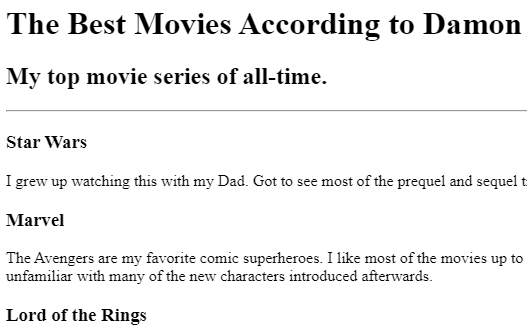 The Best Movies According to Damon
My top movie series of all-time.
Star Wars
I grew up watching this with my Dad. Got to see most of the prequel and sequel
Marvel
The Avengers are my favorite comic superheroes. I like most of the movies up to
unfamiliar with many of the new characters introduced afterwards.
Lord of the Rings